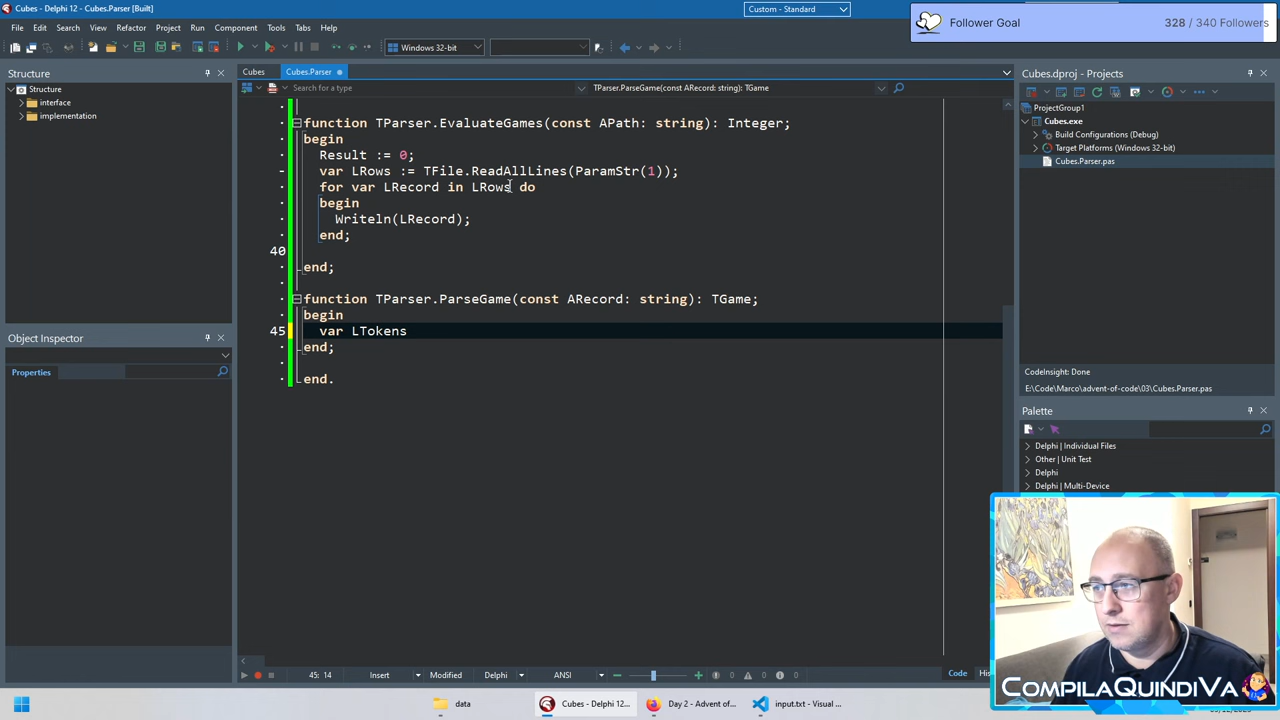 Cubes - Delphi 12 - Cubes.Parser [Built]
Custom - Standard
Follower Goal
328 / 340 Followers
File Edit Search View Refactor Project Run Component Tools Tabs Help
Windows 32-bit
Structure
Structure
interface
implementation
Object Inspector
Properties
Cubes
Cubes.Parser
Search for a type
TParser.ParseGame(const ARecord: string): TGame
function TParser.EvaluateGames(const APath: string): Integer;
begin
Result := 0;
var LRows := TFile.ReadAllLines(ParamStr(1));
for var LRecord in LRows do
begin
Writeln(LRecord);
end;
40
end;
function TParser.ParseGame(const ARecord: string): TGame;
begin
45 var LTokens
end;
end.
45: 14
Insert
Modified
Delphi
ANSI
0
0
0
Code
His
Cubes.dproj - Projects
ProjectGroup1
Cubes.exe
Build Configurations (Debug)
Target Platforms (Windows 32-bit)
Cubes.Parser.pas
CodeInsight: Done
E:\Code\Marco\advent-of-code\03\Cubes.Parser.pas
Palette
Delphi | Individual Files
Other | Unit Test
Delphi
Delphi | Multi-Device
COMPILAQUINDIVA
data
Cubes - Delphi 12...
Day 2 - Advent of...
input.txt - Visual ...